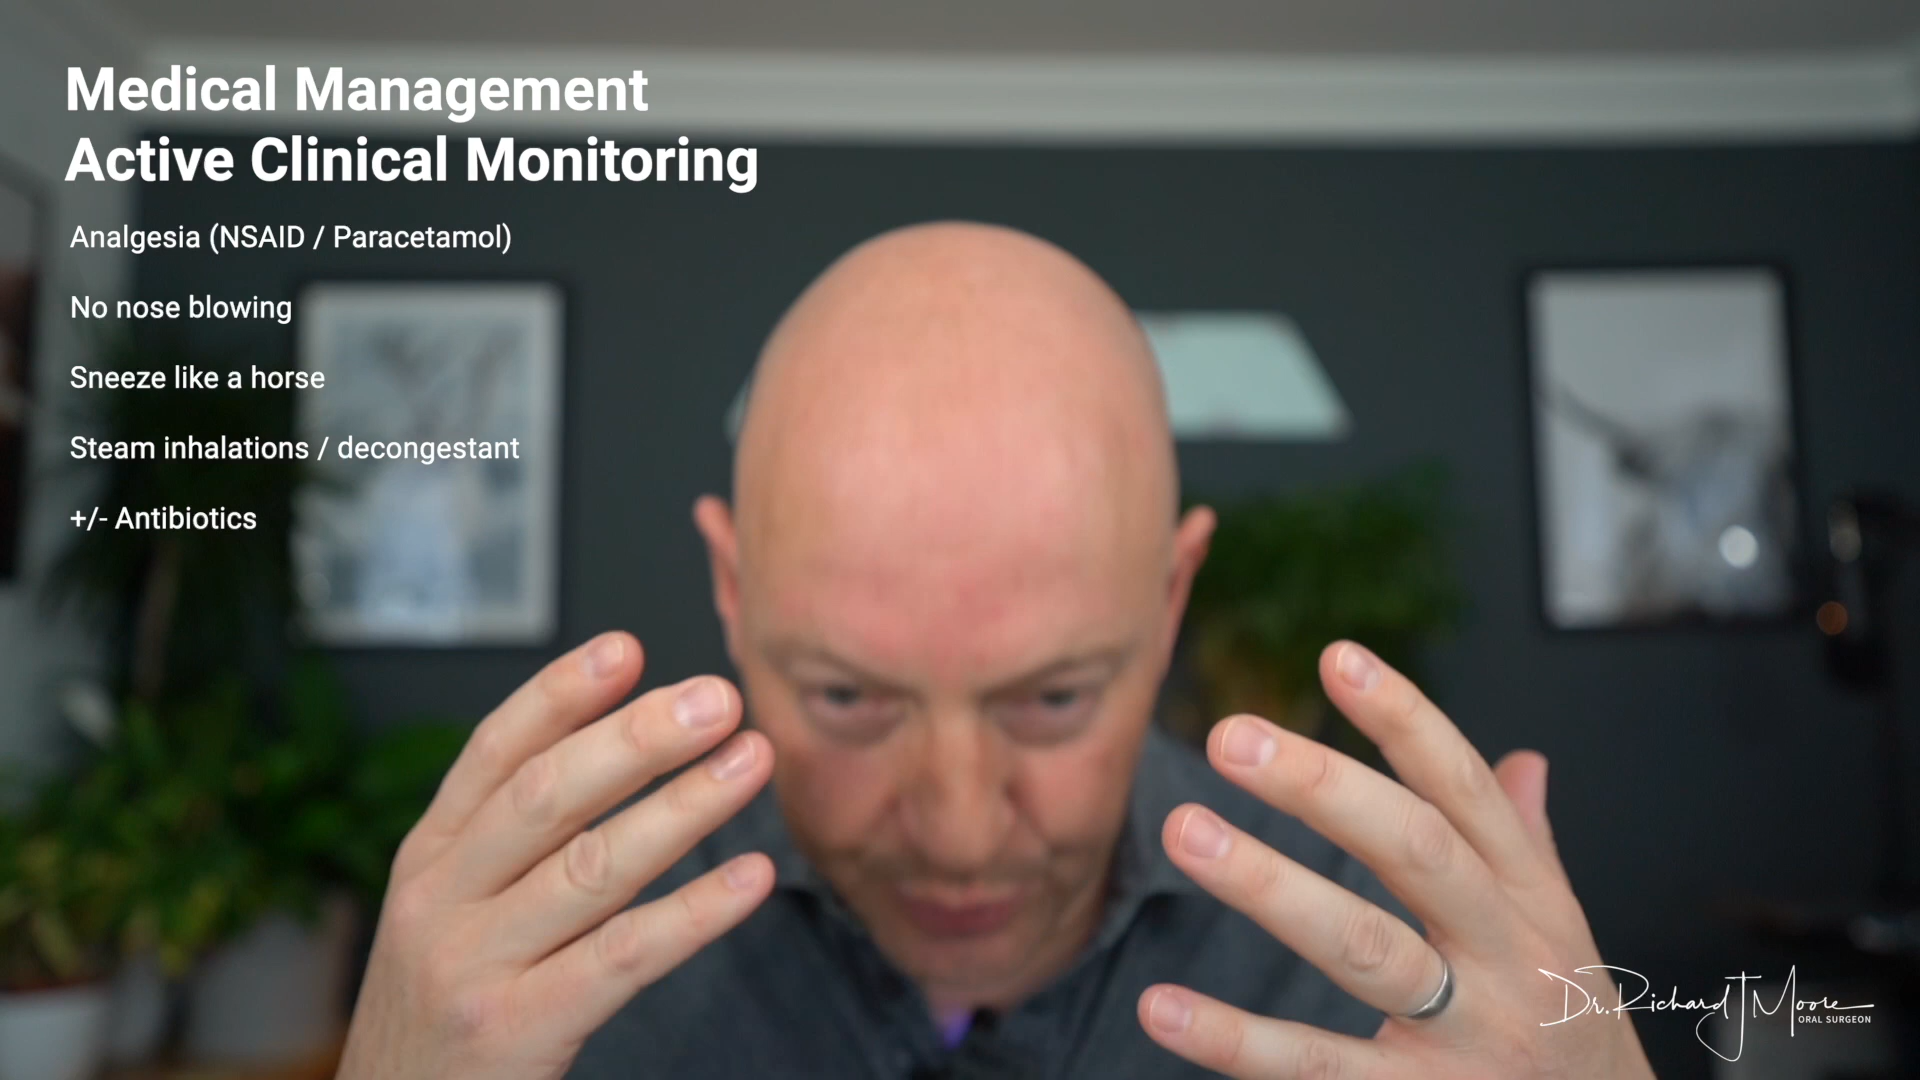 Medical Management
Active Clinical Monitoring
Analgesia (NSAID / Paracetamol)
No nose blowing
Sneeze like a horse
Steam inhalations / decongestant
+/- Antibiotics
Dr. Richard J Moore
ORAL SURGEON